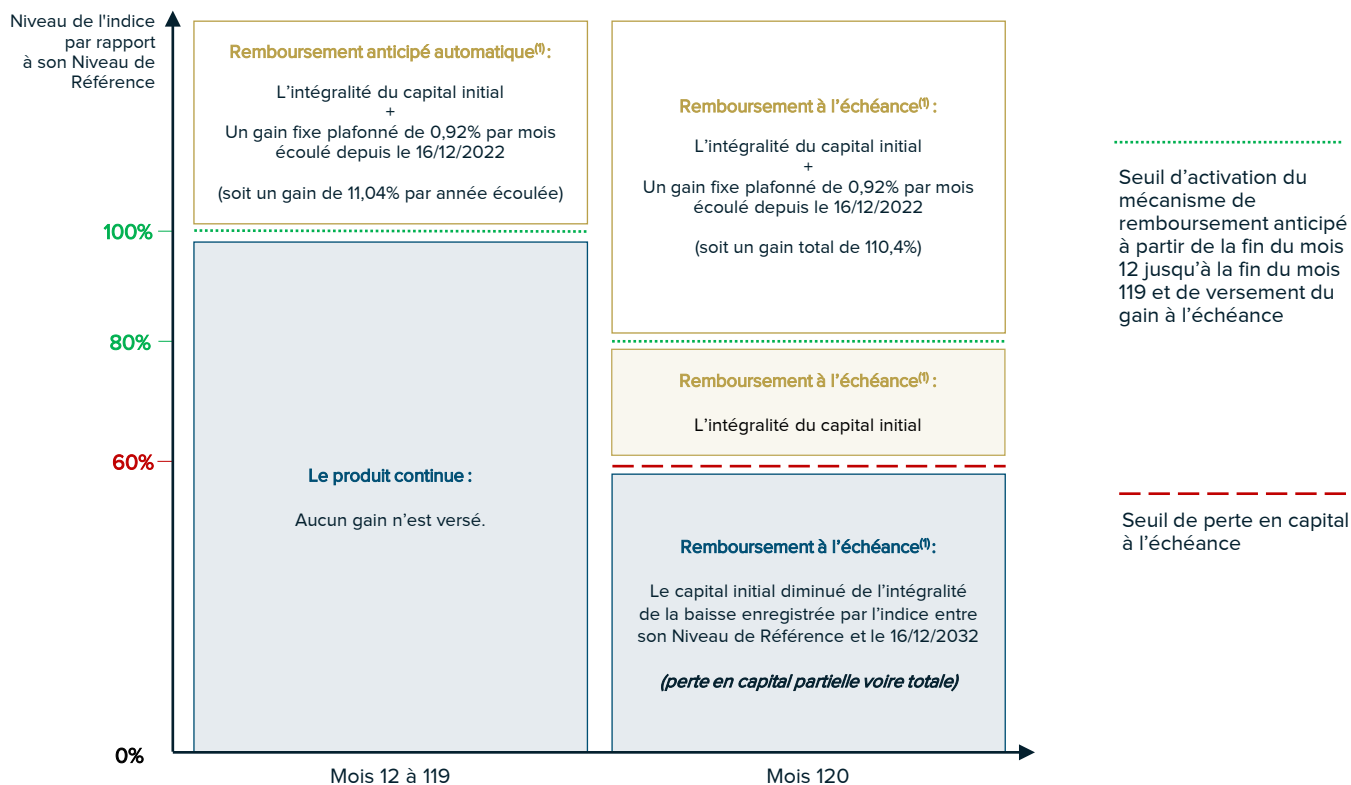 Niveau de l'indice
par rapport
à son Niveau de
Référence
Remboursement anticipé automatique(1) :
L’intégralité du capital initial
+
Un gain fixe plafonné de 0,92% par mois
écoulé depuis le 16/12/2022
(soit un gain de 11,04% par année écoulée)
100%
80%
60%
0%
Le produit continue :
Aucun gain n’est versé.
Mois 12 à 119
Remboursement à l’échéance(1) :
L’intégralité du capital initial
+
Un gain fixe plafonné de 0,92% par mois
écoulé depuis le 16/12/2022
(soit un gain total de 110,4%)
Remboursement à l’échéance(1) :
L’intégralité du capital initial
Remboursement à l’échéance(1) :
Le capital initial diminué de l’intégralité
de la baisse enregistrée par l’indice entre
son Niveau de Référence et le 16/12/2032
(perte en capital partielle voire totale)
Mois 120
Seuil d’activation du
mécanisme de
remboursement anticipé
à partir de la fin du mois
12 jusqu’à la fin du mois
119 et de versement du
gain à l’échéance
Seuil de perte en capital
à l’échéance